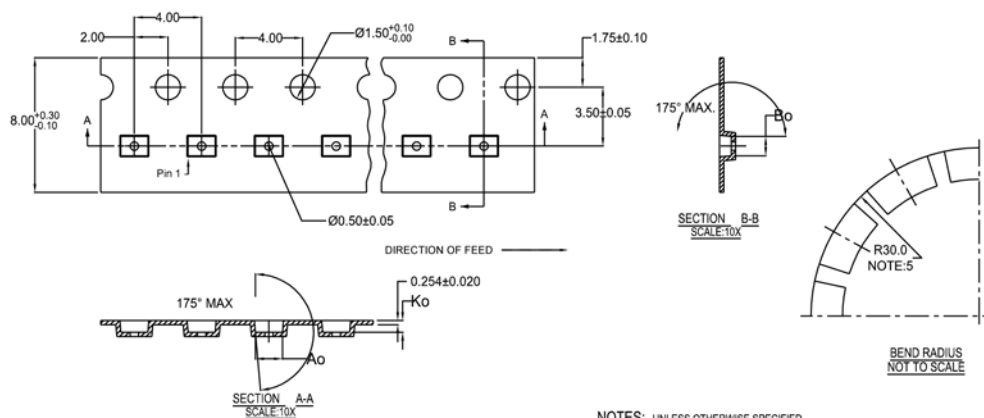 4.00
2.00
4.00
Ø1.50+0.10
-0.00
B
1.75±0.10
8.00+0.30
-0.10
A
A
3.50±0.05
Pin 1
Ø0.50±0.05
B
175° MAX.
Bo
SECTION B-B
SCALE:10X
DIRECTION OF FEED
R30.0
NOTE:5
0.254±0.020
Ko
175° MAX
Ao
BEND RADIUS
NOT TO SCALE
SECTION A-A
SCALE:10X
NOTES: UNLESS OTHERWISE SPECIFIED